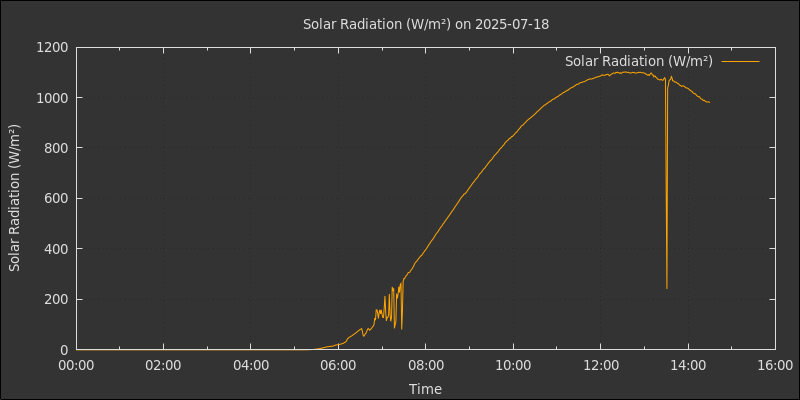 Solar Radiation (W/m²) on 2025-07-18
Solar Radiation (W/m²)
Solar Radiation (W/m²)
1200
1000
800
600
400
200
0
00:00 02:00 04:00 06:00 08:00 10:00 12:00 14:00 16:00
Time